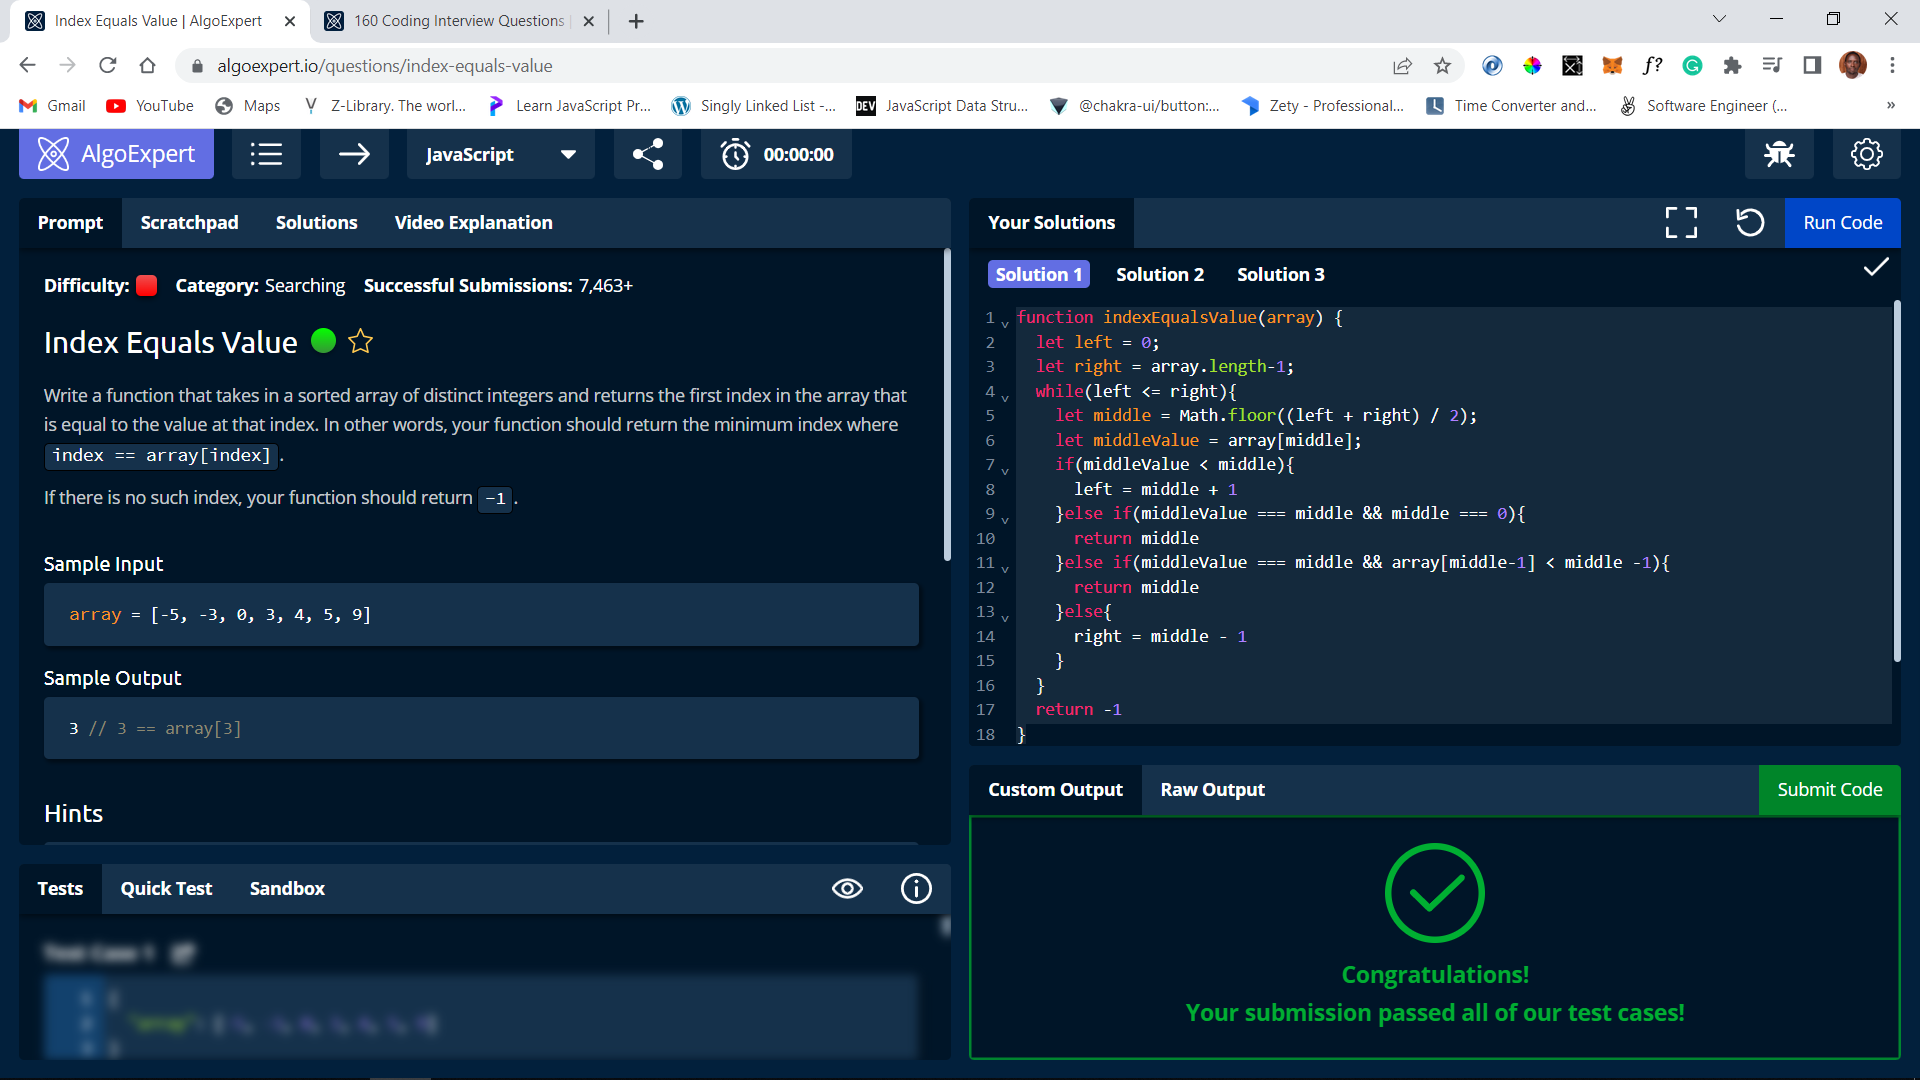 Index Equals Value | AlgoExpert
160 Coding Interview Questions
algoexpert.io/questions/index-equals-value
f?
Gmail
YouTube
Maps
Z-Library. The worl...
Learn JavaScript Pr...
Singly Linked List -...
DEV
JavaScript Data Stru...
@chakra-ui/button:...
Zety - Professional...
Time Converter and...
Software Engineer (...
»
AlgoExpert
JavaScript
00:00:00
Prompt
Scratchpad
Solutions
Video Explanation
Difficulty:
Category: Searching
Successful Submissions: 7,463+
Index Equals Value
Write a function that takes in a sorted array of distinct integers and returns the first index in the array that
is equal to the value at that index. In other words, your function should return the minimum index where
index == array[index] .
If there is no such index, your function should return -1 .
Sample Input
array = [-5, -3, 0, 3, 4, 5, 9]
Sample Output
3 // 3 == array[3]
Hints
Tests
Quick Test
Sandbox
Test Case 1
Your Solutions
Run Code
Solution 1
Solution 2
Solution 3
1 function indexEqualsValue(array) {
2 let left = 0;
3 let right = array.length-1;
4 while(left <= right){
5 let middle = Math.floor((left + right) / 2);
6 let middleValue = array[middle];
7 if(middleValue < middle){
8 left = middle + 1
9 }else if(middleValue === middle && middle === 0){
10 return middle
11 }else if(middleValue === middle && array[middle-1] < middle -1){
12 return middle
13 }else{
14 right = middle - 1
15 }
16 }
17 return -1
18 }
Custom Output
Raw Output
Submit Code
Congratulations!
Your submission passed all of our test cases!